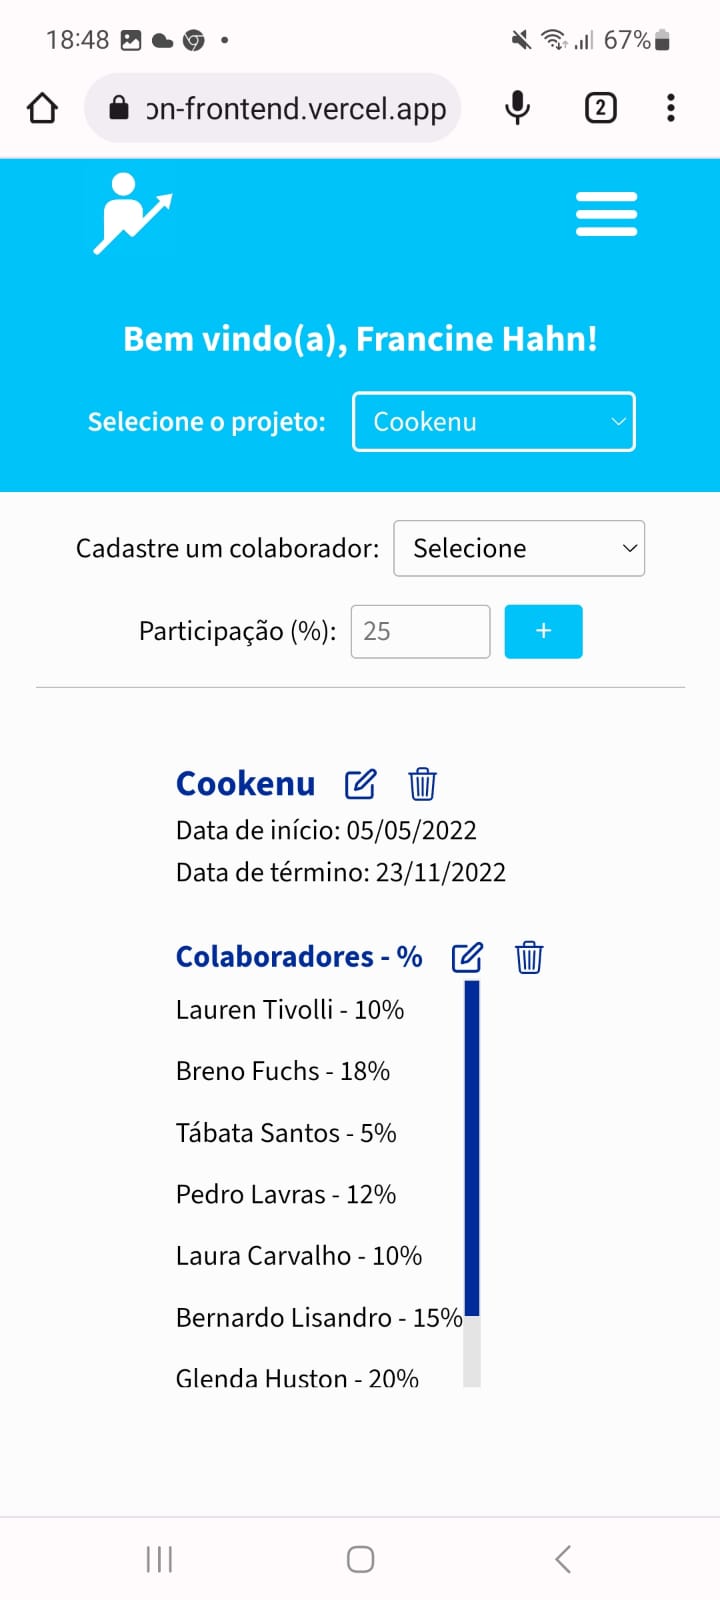 18:48 67%
on-frontend.vercel.app 2
Bem vindo(a), Francine Hahn!
Selecione o projeto: Cookenu
Cadastre um colaborador: Selecione
Participação (%): 25 +
Cookenu
Data de início: 05/05/2022
Data de término: 23/11/2022
Colaboradores - %
Lauren Tivolli - 10%
Breno Fuchs - 18%
Tábata Santos - 5%
Pedro Lavras - 12%
Laura Carvalho - 10%
Bernardo Lisandro - 15%
Glenda Huston - 20%